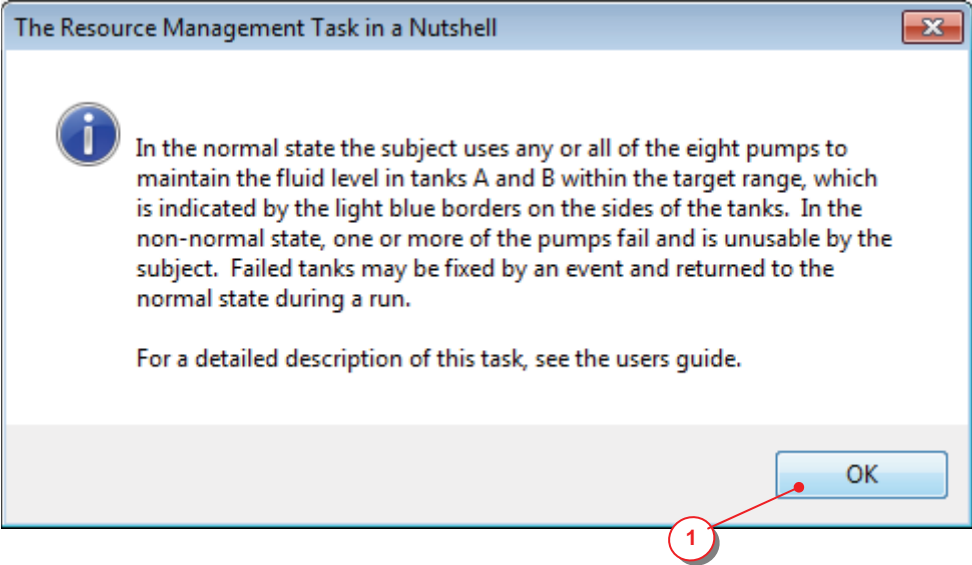 The Resource Management Task in a Nutshell
In the normal state the subject uses any or all of the eight pumps to
maintain the fluid level in tanks A and B within the target range, which
is indicated by the light blue borders on the sides of the tanks.  In the
non-normal state, one or more of the pumps fail and is unusable by the
subject.  Failed tanks may be fixed by an event and returned to the
normal state during a run.
For a detailed description of this task, see the users guide.
OK
1